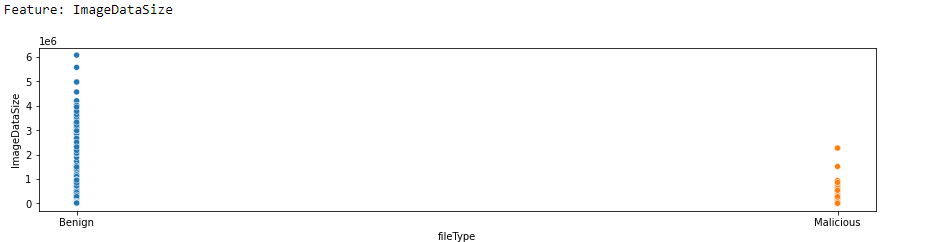 Feature: ImageDataSize
1e6
6
5
4
3
2
1
0
ImageDataSize
Benign
Malicious
fileType